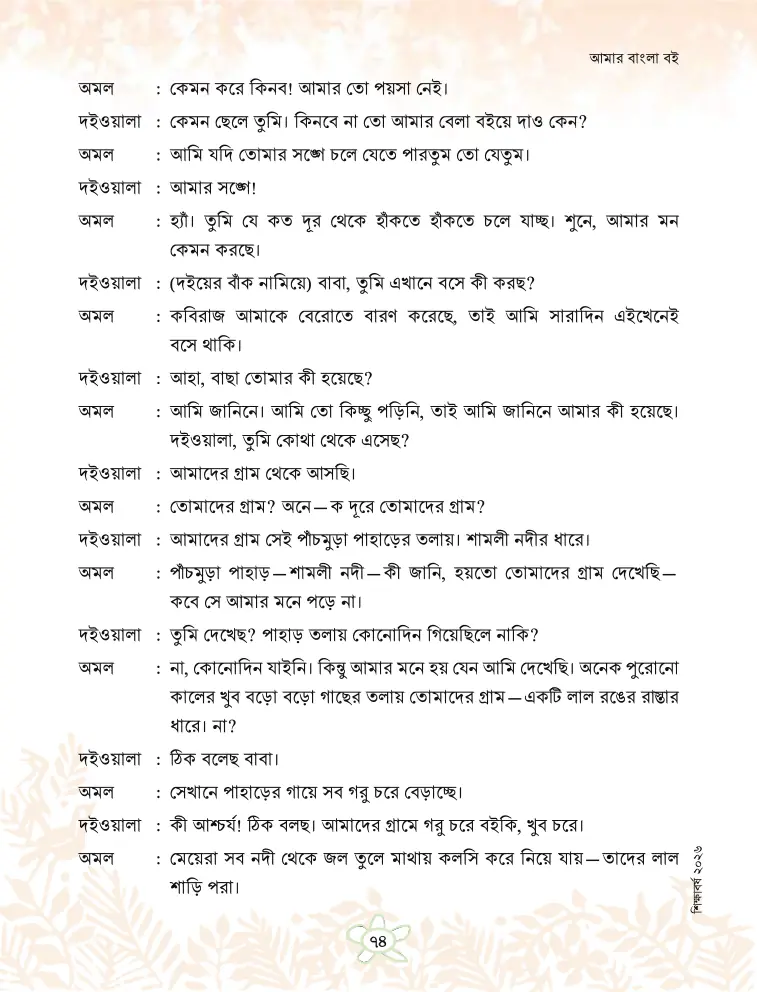 আমার বাংলা বই
অমল : কেমন করে কিনব! আমার তো পয়সা নেই।
দইওয়ালা : কেমন ছেলে তুমি। কিনবে না তো আমার বেলা বইয়ে দাও কেন?
অমল : আমি যদি তোমার সঙ্গে চলে যেতে পারতুম তো যেতুম।
দইওয়ালা : আমার সঙ্গে!
অমল : হ্যাঁ। তুমি যে কত দূর থেকে হাঁকতে হাঁকতে চলে যাচ্ছ। শুনে, আমার মন
কেমন করছে।
দইওয়ালা : (দইয়ের বাঁক নামিয়ে) বাবা, তুমি এখানে বসে কী করছ?
অমল : কবিরাজ আমাকে বেরোতে বারণ করেছে, তাই আমি সারাদিন এইখেনেই
বসে থাকি।
দইওয়ালা : আহা, বাছা তোমার কী হয়েছে?
অমল : আমি জানিনে। আমি তো কিচ্ছু পড়িনি, তাই আমি জানিনে আমার কী হয়েছে।
দইওয়ালা, তুমি কোথা থেকে এসেছ?
দইওয়ালা : আমাদের গ্রাম থেকে আসছি।
অমল : তোমাদের গ্রাম? অনে—ক দূরে তোমাদের গ্রাম?
দইওয়ালা : আমাদের গ্রাম সেই পাঁচমুড়া পাহাড়ের তলায়। শামলী নদীর ধারে।
অমল : পাঁচমুড়া পাহাড়—শামলী নদী—কী জানি, হয়তো তোমাদের গ্রাম দেখেছি—
কবে সে আমার মনে পড়ে না।
দইওয়ালা : তুমি দেখেছ? পাহাড় তলায় কোনোদিন গিয়েছিলে নাকি?
অমল : না, কোনোদিন যাইনি। কিন্তু আমার মনে হয় যেন আমি দেখেছি। অনেক পুরোনো
কালের খুব বড়ো বড়ো গাছের তলায় তোমাদের গ্রাম—একটি লাল রঙের রাস্তার
ধারে। না?
দইওয়ালা : ঠিক বলেছ বাবা।
অমল : সেখানে পাহাড়ের গায়ে সব গরু চরে বেড়াচ্ছে।
দইওয়ালা : কী আশ্চর্য! ঠিক বলছ। আমাদের গ্রামে গরু চরে বইকি, খুব চরে।
অমল : মেয়েরা সব নদী থেকে জল তুলে মাথায় কলসি করে নিয়ে যায়—তাদের লাল
শাড়ি পরা।
শিক্ষাবর্ষ ২০২৬
৭৪